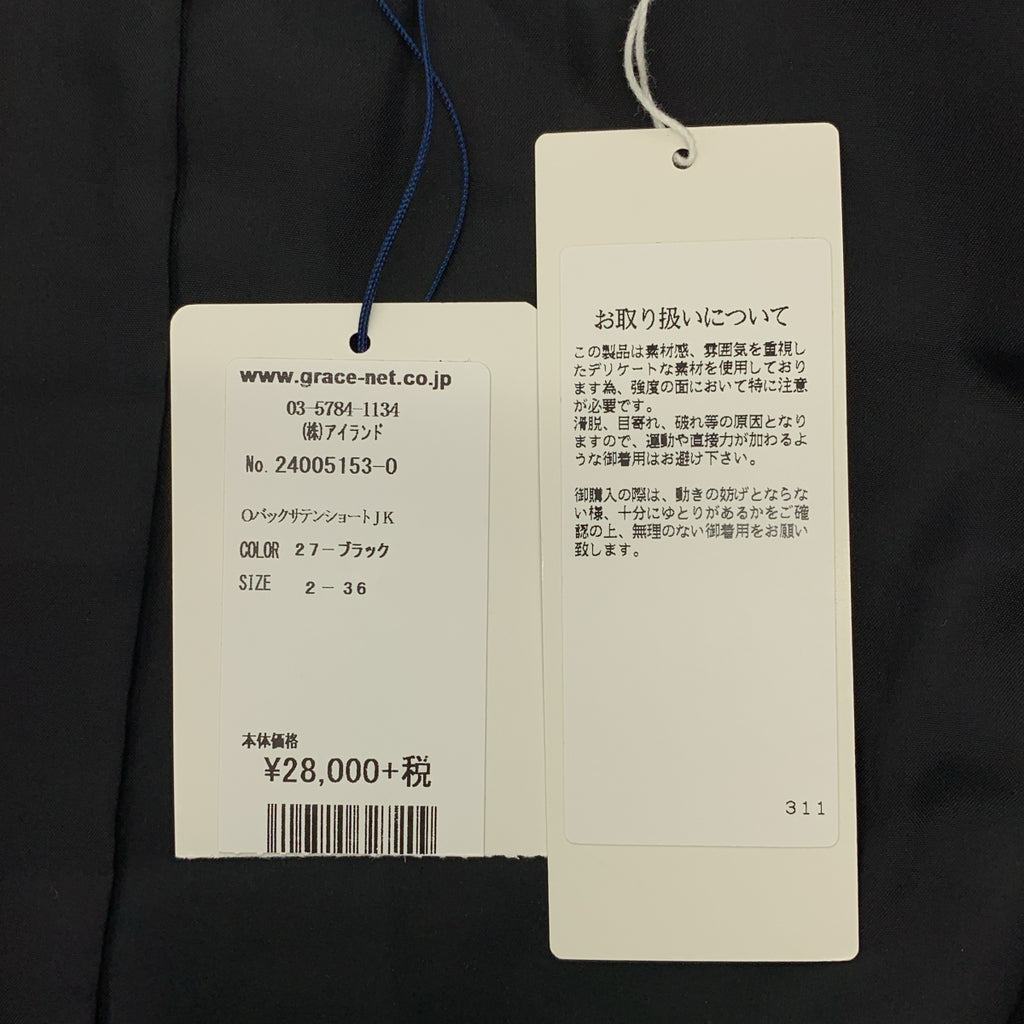 www.grace-net.co.jp
03-5784-1134
(株)アイランド
No. 24005153-0
Oバックサテンショート JK
COLOR 27-ブラック
SIZE 2-36
本体価格
¥28,000+税
お取り扱いについて
この製品は素材感、雰囲気を重視し
たデリケートな素材を使用しており
ます為、強度の面において特に注意
が必要です。
滑脱、目寄れ、破れ等の原因となり
ますので、運動や直接力が加わるよ
うな御着用はお避け下さい。
御購入の際は、動きの妨げとならな
い様、十分にゆとりがあるかをご確
認の上、無理のない御着用をお願い
致します。
311